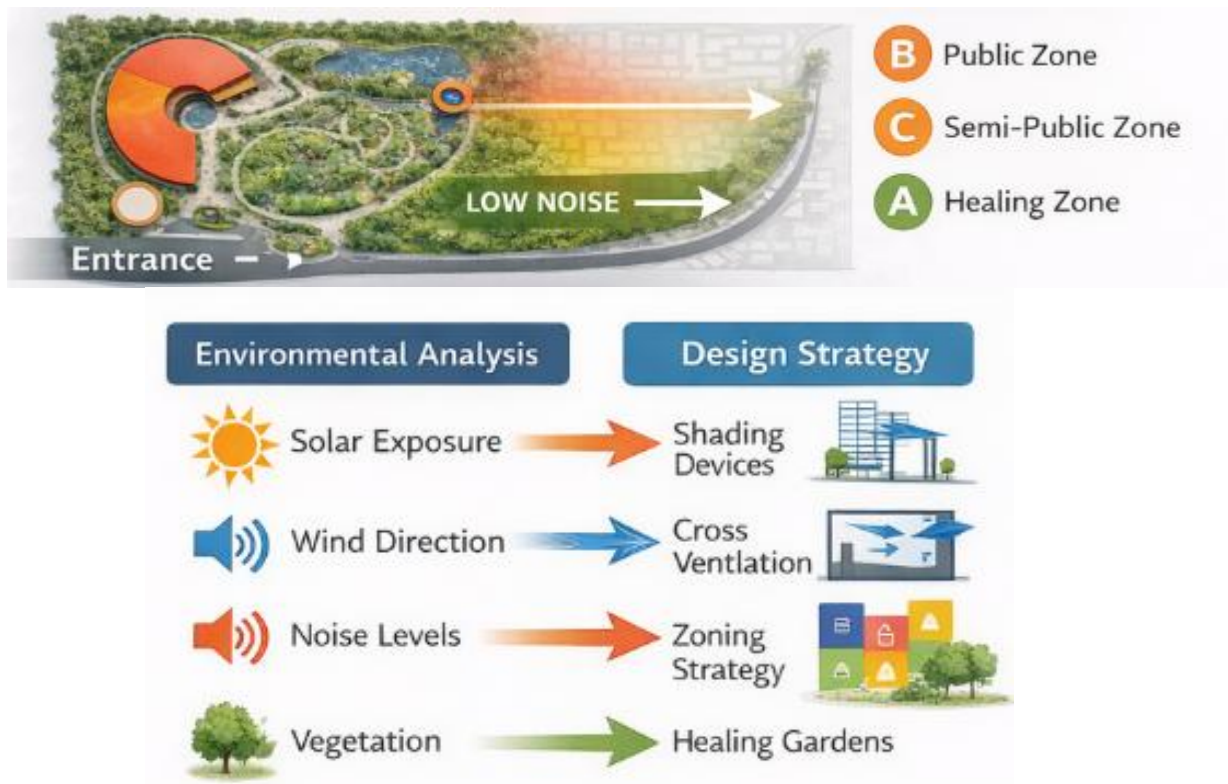 B Public Zone
C Semi-Public Zone
LOW NOISE
A Healing Zone
Entrance
Environmental Analysis
Design Strategy
Solar Exposure
Shading
Devices
Wind Direction
Cross
Ventlation
Noise Levels
Zoning
Strategy
Vegetation
Healing Gardens